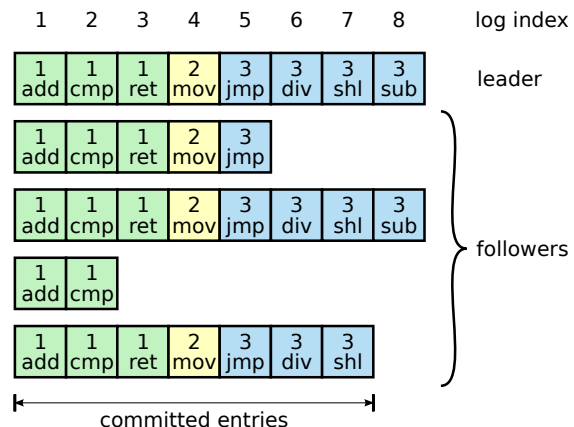 1 2 3 4 5 6 7 8 log index
1 1 1 2 3 3 3 3
add cmp ret mov jmp div shl sub
leader
1 1 1 2 3
add cmp ret mov jmp
1 1 1 2 3 3 3 3
add cmp ret mov jmp div shl sub
followers
1 1
add cmp
1 1 1 2 3 3 3
add cmp ret mov jmp div shl
committed entries